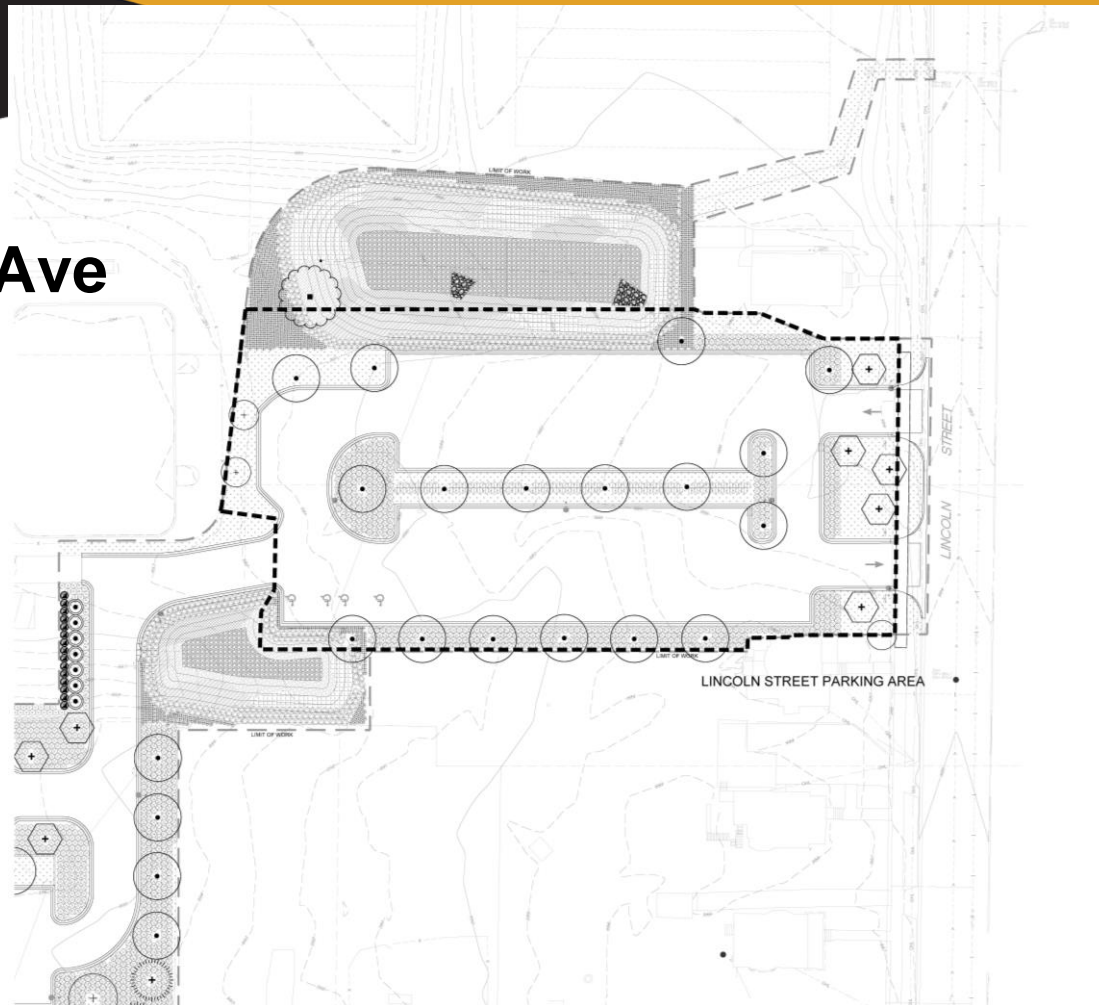 LIMIT OF WORK
Ave
LINCOLN STREET
LIMIT OF WORK
LINCOLN STREET PARKING AREA
LIMIT OF WORK